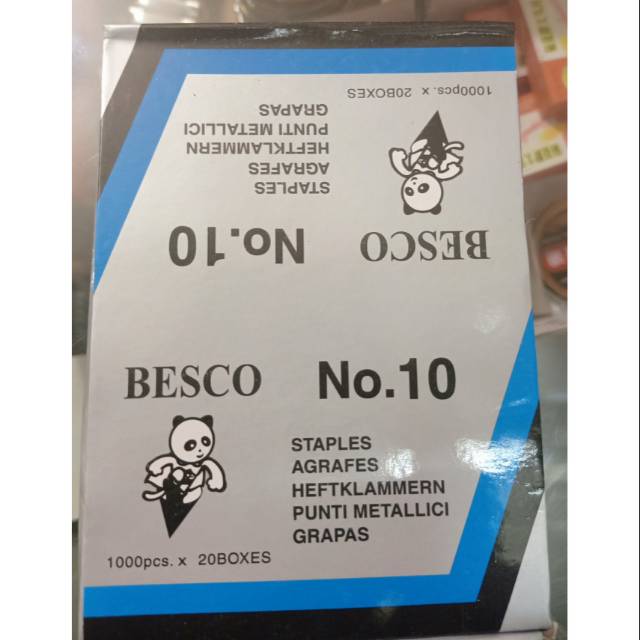 1000pcs. x 20BOXES
STAPLES
AGRAFES
HEFTKLAMMERN
PUNTI METALLICI
GRAPAS
BESCO No.10
BESCO No.10
STAPLES
AGRAFES
HEFTKLAMMERN
PUNTI METALLICI
GRAPAS
1000pcs. x 20BOXES